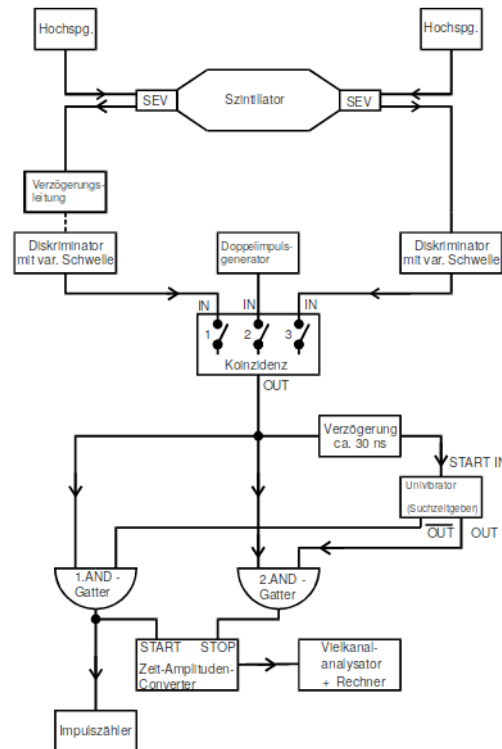 Hochspg.
Hochspg.
SEV
Szintillator
SEV
Verzögerungs-
leitung
Diskriminator
mit var. Schwelle
Doppelimpuls-
generator
Diskriminator
mit var. Schwelle
IN
IN
IN
1
2
3
Koinzidenz
OUT
Verzögerung
ca. 30 ns
START IN
Univibrator
(Suchzeitgeber)
OUT
OUT
1.AND -
Gatter
2.AND -
Gatter
START
STOP
Zeit-Amplituden-
Converter
Vielkanal-
analysator
+ Rechner
Impulszähler